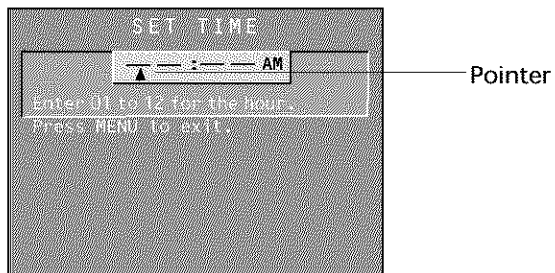 SET TIME
— — : — — AM
Pointer
Enter 01 to 12 for the hour.
Press MENU to exit.